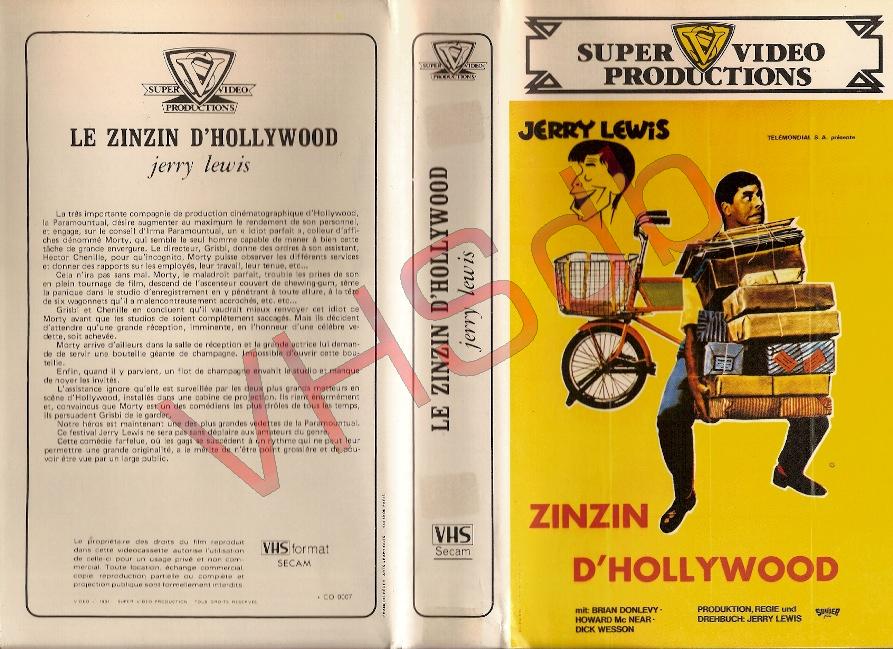 SUPER VIDEO
PRODUCTIONS
LE ZINZIN D'HOLLYWOOD
jerry lewis
La très importante compagnie de production cinématographique d'Hollywood,
la Paramountual, désire augmenter au maximum le rendement de son personnel,
et engage, sur le conseil d'Irma Paramountual, un « Idiot parfait », colleur d'affi-
ches dénommé Morty, qui semble le seul homme capable de mener à bien cette
tâche de grande envergure. Le directeur, Grisbi, donne des ordres à son assistant,
Hector Chenille, pour qu'incognito, Morty puisse observer les différents services
et donner des rapports sur les employés, leur travail, leur tenue, etc...
Cela n'ira pas sans mal. Morty, le maladroit parfait, trouble les prises de son
en plein tournage de film, descend de l'ascenseur couvert de chewing-gum, sème
la panique dans le studio d'enregistrement en y pénétrant à toute allure, à la tête
de six wagonnets qu'il a malencontreusement accrochés, etc. etc...
Grisbi et Chenille en concluent qu'il vaudrait mieux renvoyer cet idiot de
Morty avant que les studios de soient complètement saccagés. Mais ils décident
d'attendre qu'une grande réception, imminente, en l'honneur d'une célèbre ve-
dette, soit achevée.
Morty arrive d'ailleurs dans la salle de réception et la grande actrice lui deman-
de de servir une bouteille géante de champagne. Impossible d'ouvrir cette bou-
teille.
Enfin, quand il y parvient, un flot de champagne envahit le studio et manque
de noyer les invités.
L'assistance ignore qu'elle est surveillée par les deux plus grands metteurs en
scène d'Hollywood, installés dans une cabine de projection. Ils rient énormément
et, convaincus que Morty est un des comédiens les plus drôles de tous les temps,
ils persuadent Grisbi de le garder.
Notre héros est maintenant une des plus grandes vedettes de la Paramountual.
Ce festival Jerry Lewis ne sera pas sans déplaire aux amateurs du genre.
Cette comédie farfelue, où les gags se succèdent à un rythme qui ne peut leur
permettre une grande originalité, a le mérite de n'être point grossière et de pou-
voir être vue par un large public.
Le propriétaire des droits du film reproduit
dans cette vidéocassette autorise l'utilisation
de celle-ci pour un usage privé et non com-
mercial. Toute location, échange commercial,
copie reproduction partielle ou complète et
projection publique sont formellement interdits.
VHS format
SECAM
VIDEO - 1981 SUPER VIDEO PRODUCTION TOUS DROITS RESERVES
• CO 0007
SUPER VIDEO
PRODUCTIONS
LE ZINZIN D'HOLLYWOOD
jerry lewis
VHS
Secam
SUPER VIDEO
PRODUCTIONS
JERRY LEWIS
TELEMONDIAL S.A. présente
ZINZIN
D'HOLLYWOOD
mit: BRIAN DONLEVY ·
HOWARD Mc NEAR ·
DICK WESSON
PRODUKTION, REGIE und
DREHBUCH: JERRY LEWIS
VHSdb